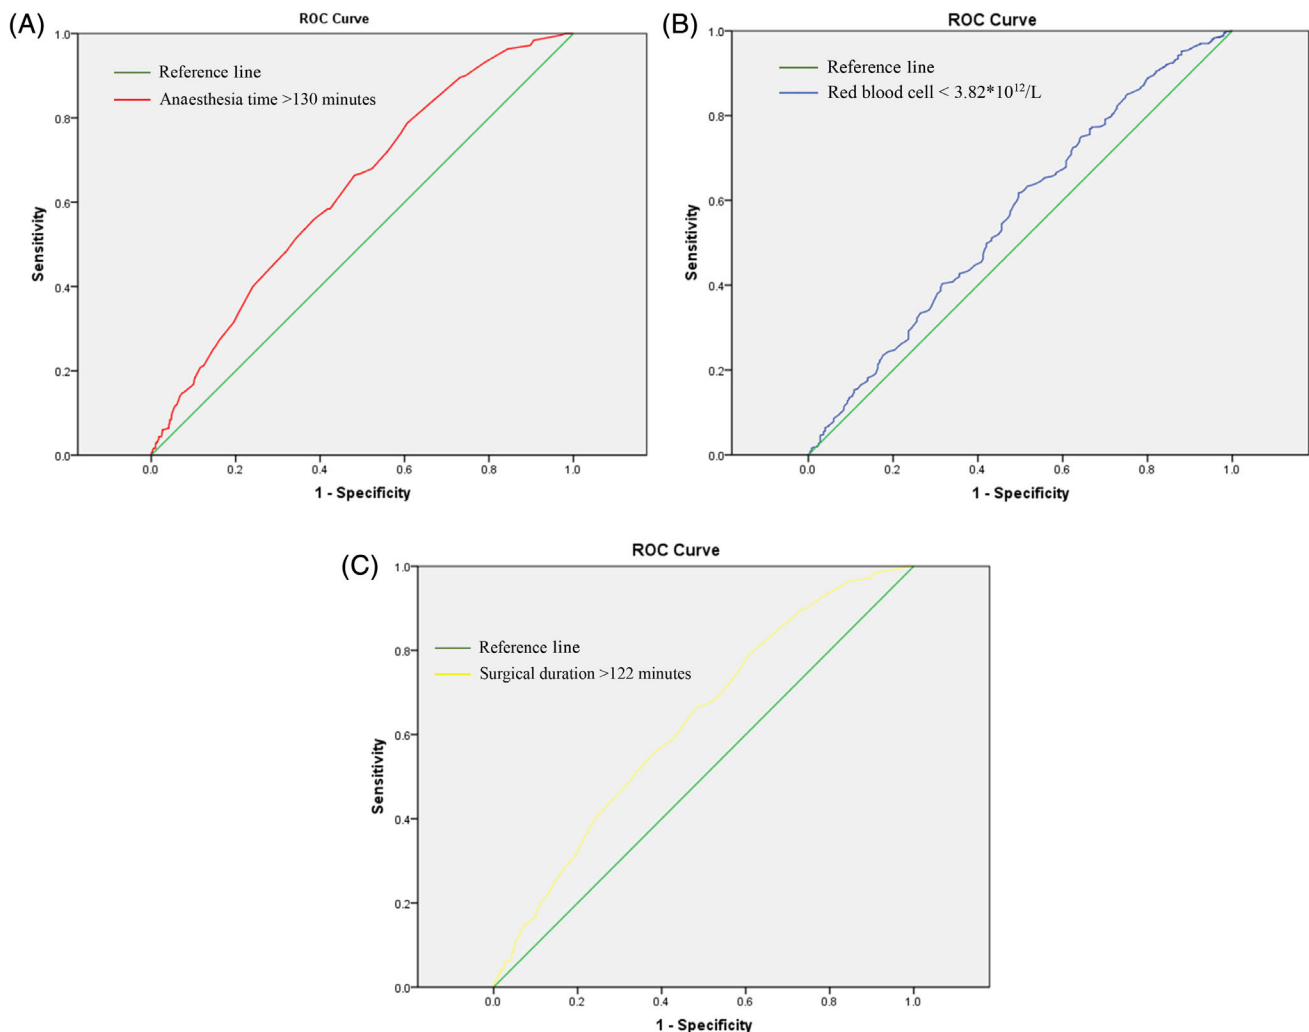 (A)
ROC Curve
1.0
0.8
0.6
0.4
0.2
0.0
Sensitivity
Reference line
Anaesthesia time >130 minutes
0.0 0.2 0.4 0.6 0.8 1.0
1 - Specificity
(B)
ROC Curve
1.0
0.8
0.6
0.4
0.2
0.0
Sensitivity
Reference line
Red blood cell < 3.82*10¹²/L
0.0 0.2 0.4 0.6 0.8 1.0
1 - Specificity
(C)
ROC Curve
1.0
0.8
0.6
0.4
0.2
0.0
Sensitivity
Reference line
Surgical duration >122 minutes
0.0 0.2 0.4 0.6 0.8 1.0
1 - Specificity